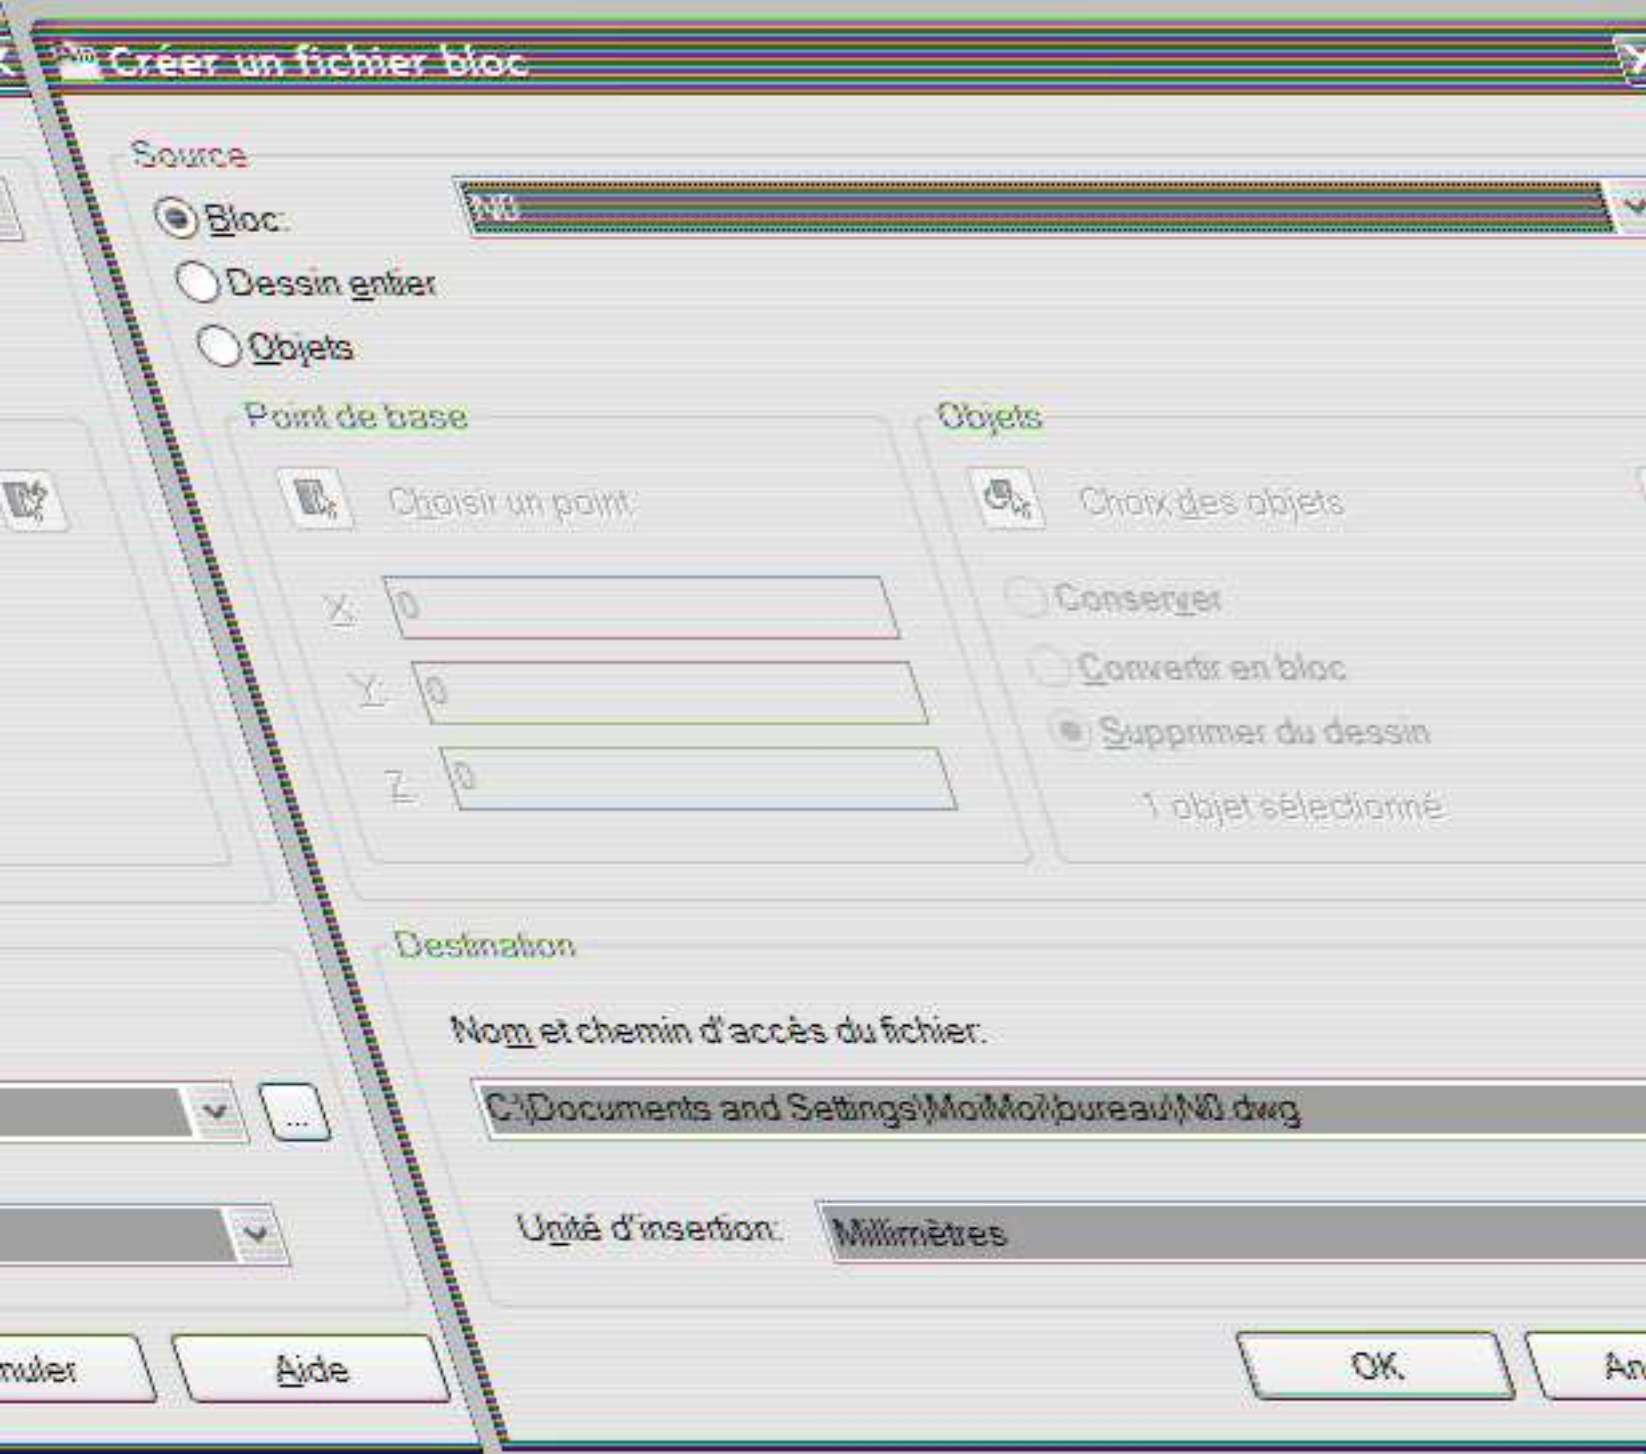 Créer un fichier bloc
Source
Bloc:
N0
Dessin entier
Objets
Point de base
Objets
Choisir un point
Choix des objets
X: 0
Conserver
Y: 0
Convertir en bloc
Supprimer du dessin
Z: 0
1 objet sélectionné
Destination
Nom et chemin d'accès du fichier:
C:\Documents and Settings\MoiMoi\bureau\N0.dwg
...
Unité d'insertion:
Millimètres
nuler
Aide
OK
An